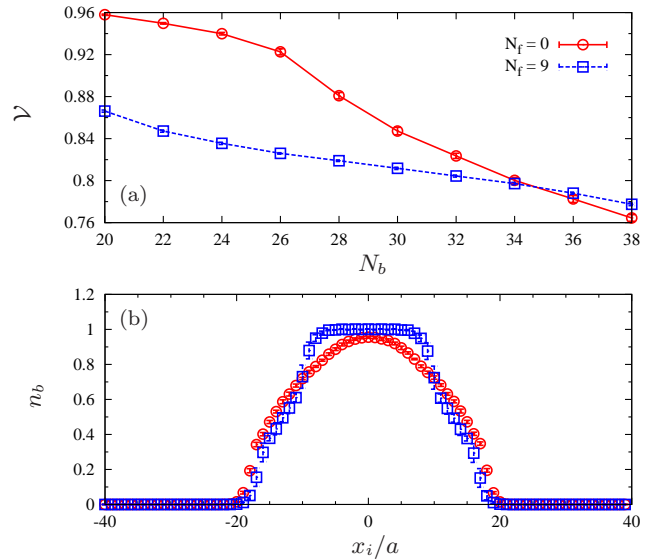 0.96
0.92
0.88
0.84
0.8
0.76
𝒱
N_f = 0
N_f = 9
(a)
20 22 24 26 28 30 32 34 36 38
N_b
(b)
1.2
1
0.8
0.6
0.4
0.2
0
n_b
-40 -20 0 20 40
x_i/a